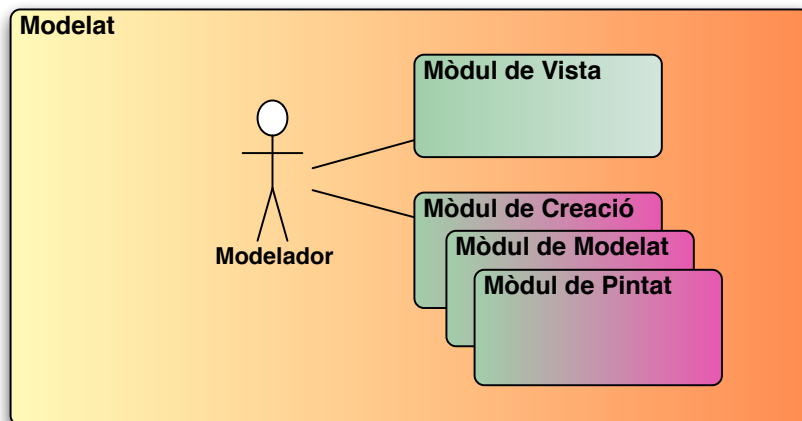 Modelat
Mòdul de Vista
Mòdul de Creació
Mòdul de Modelat
Modelador
Mòdul de Pintat